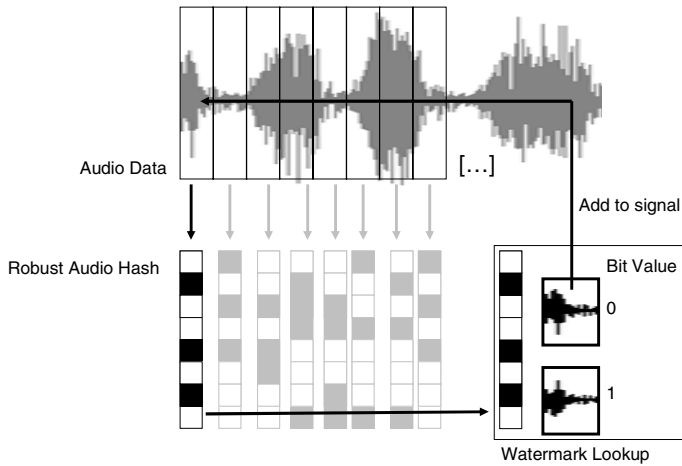 Audio Data
[...]
Add to signal
Robust Audio Hash
Bit Value
0
1
Watermark Lookup